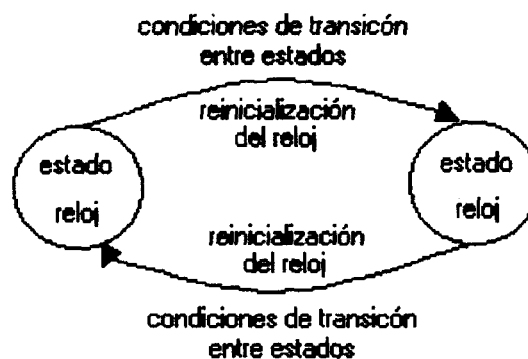 condiciones de transicón
entre estados
reinicialización
del reloj
estado
reloj
estado
reloj
reinicialización
del reloj
condiciones de transicón
entre estados